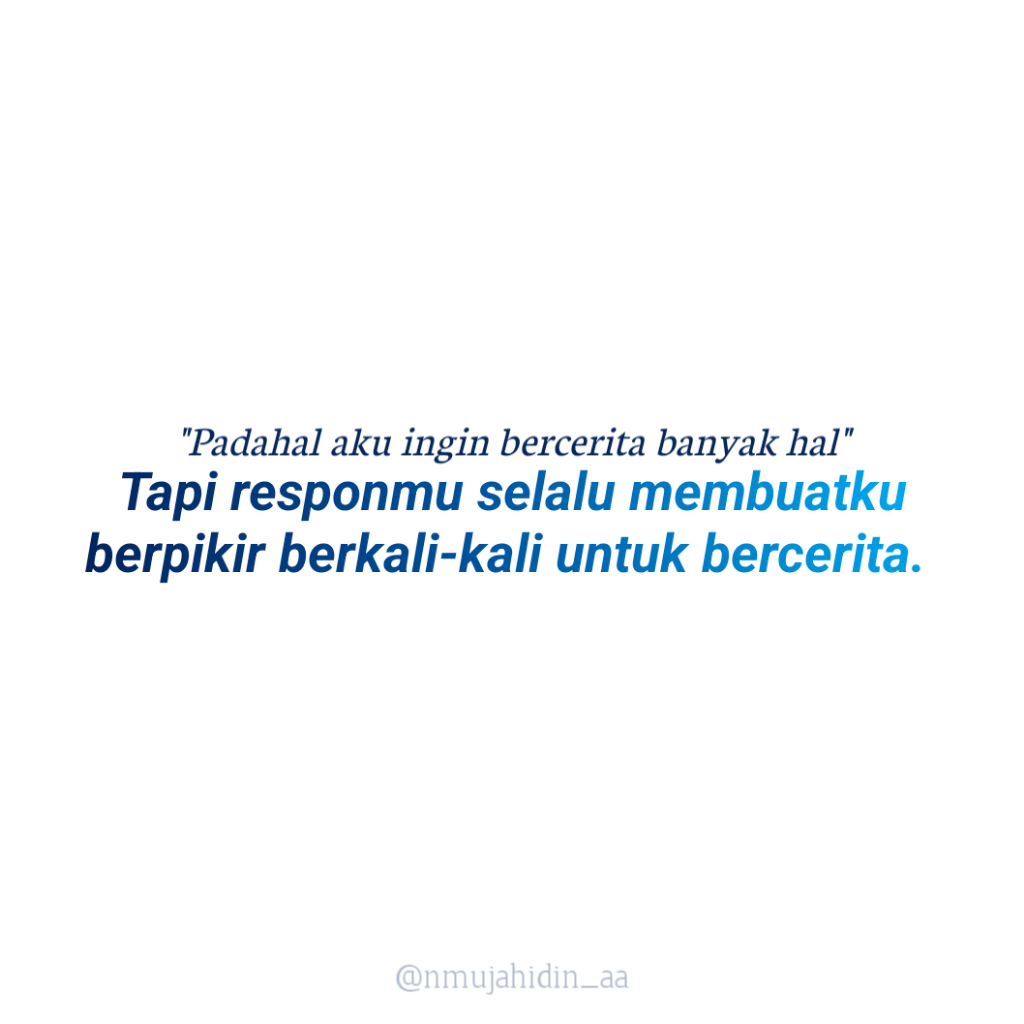 "Padahal aku ingin bercerita banyak hal"
Tapi responmu selalu membuatku
berpikir berkali-kali untuk bercerita.
@nmujahidin_aa